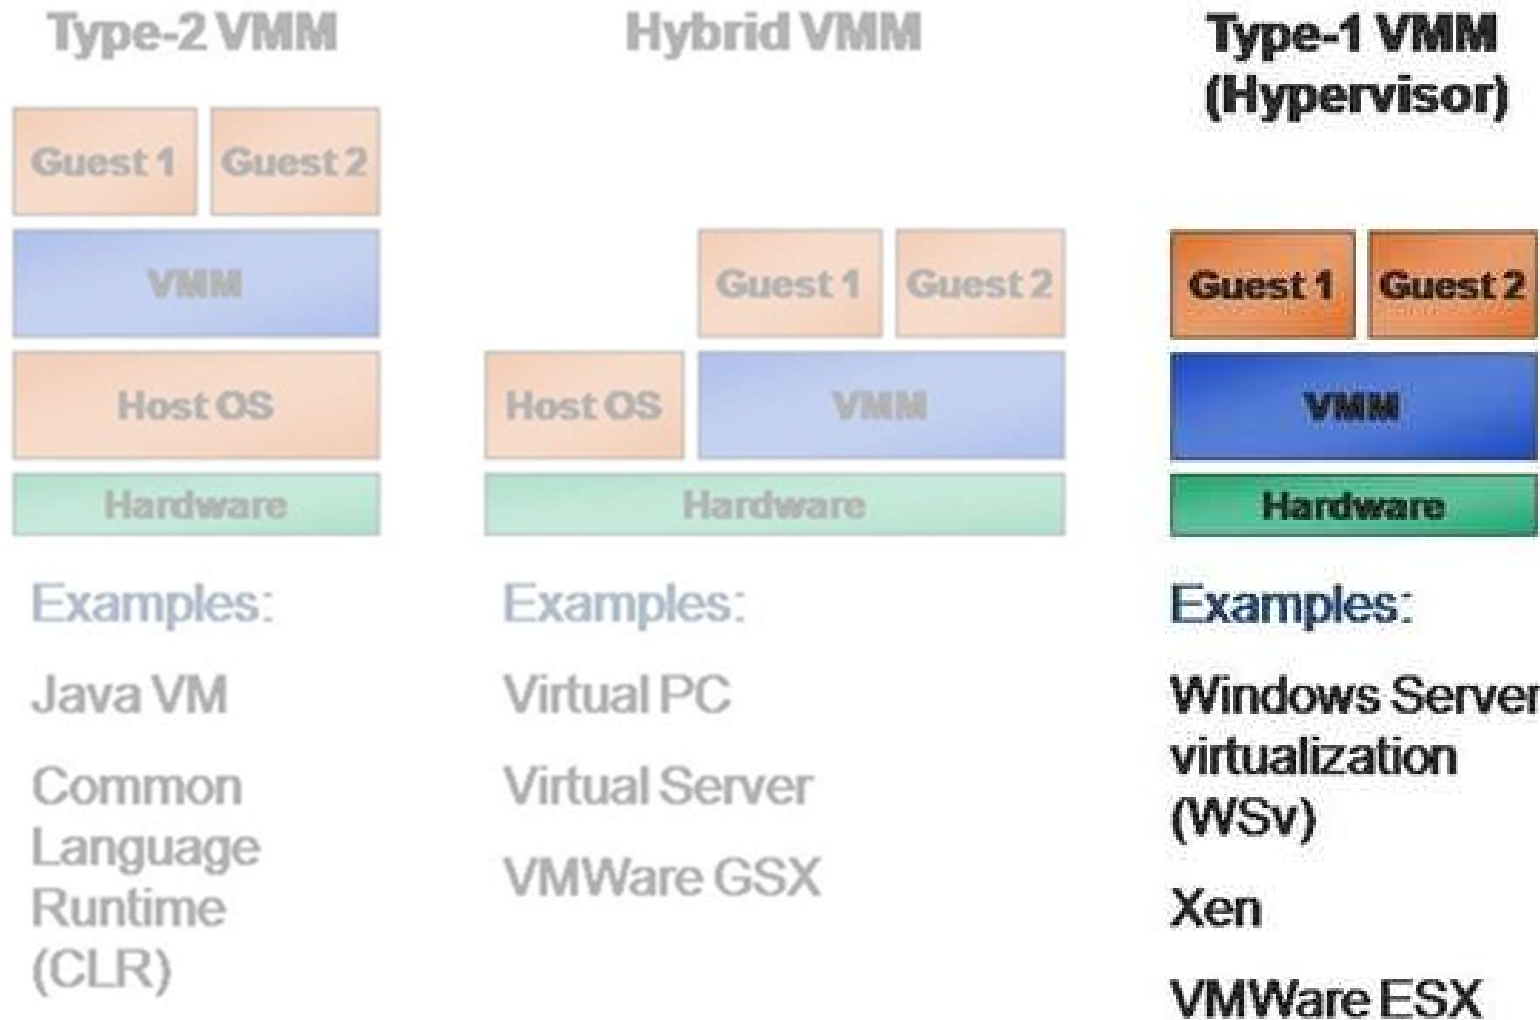 Type-2 VMM
Guest 1
Guest 2
VMM
Host OS
Hardware
Examples:
Java VM
Common
Language
Runtime
(CLR)
Hybrid VMM
Guest 1
Guest 2
Host OS
VMM
Hardware
Examples:
Virtual PC
Virtual Server
VMWare GSX
Type-1 VMM
(Hypervisor)
Guest 1
Guest 2
VMM
Hardware
Examples:
Windows Server
virtualization
(WSv)
Xen
VMWare ESX